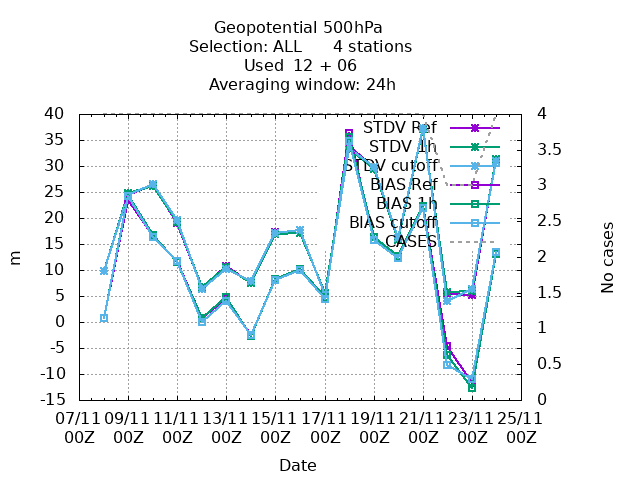 Geopotential 500hPa
Selection: ALL      4 stations
Used  12 + 06
Averaging window: 24h
40
35
30
25
20
15
10
5
0
-5
-10
-15
m
4
3.5
3
2.5
2
1.5
1
0.5
0
No cases
STDV Ref
STDV 1h
STDV cutoff
BIAS Ref
BIAS 1h
BIAS cutoff
CASES
07/11 09/11 11/11 13/11 15/11 17/11 19/11 21/11 23/11 25/11
00Z 00Z 00Z 00Z 00Z 00Z 00Z 00Z 00Z 00Z
Date